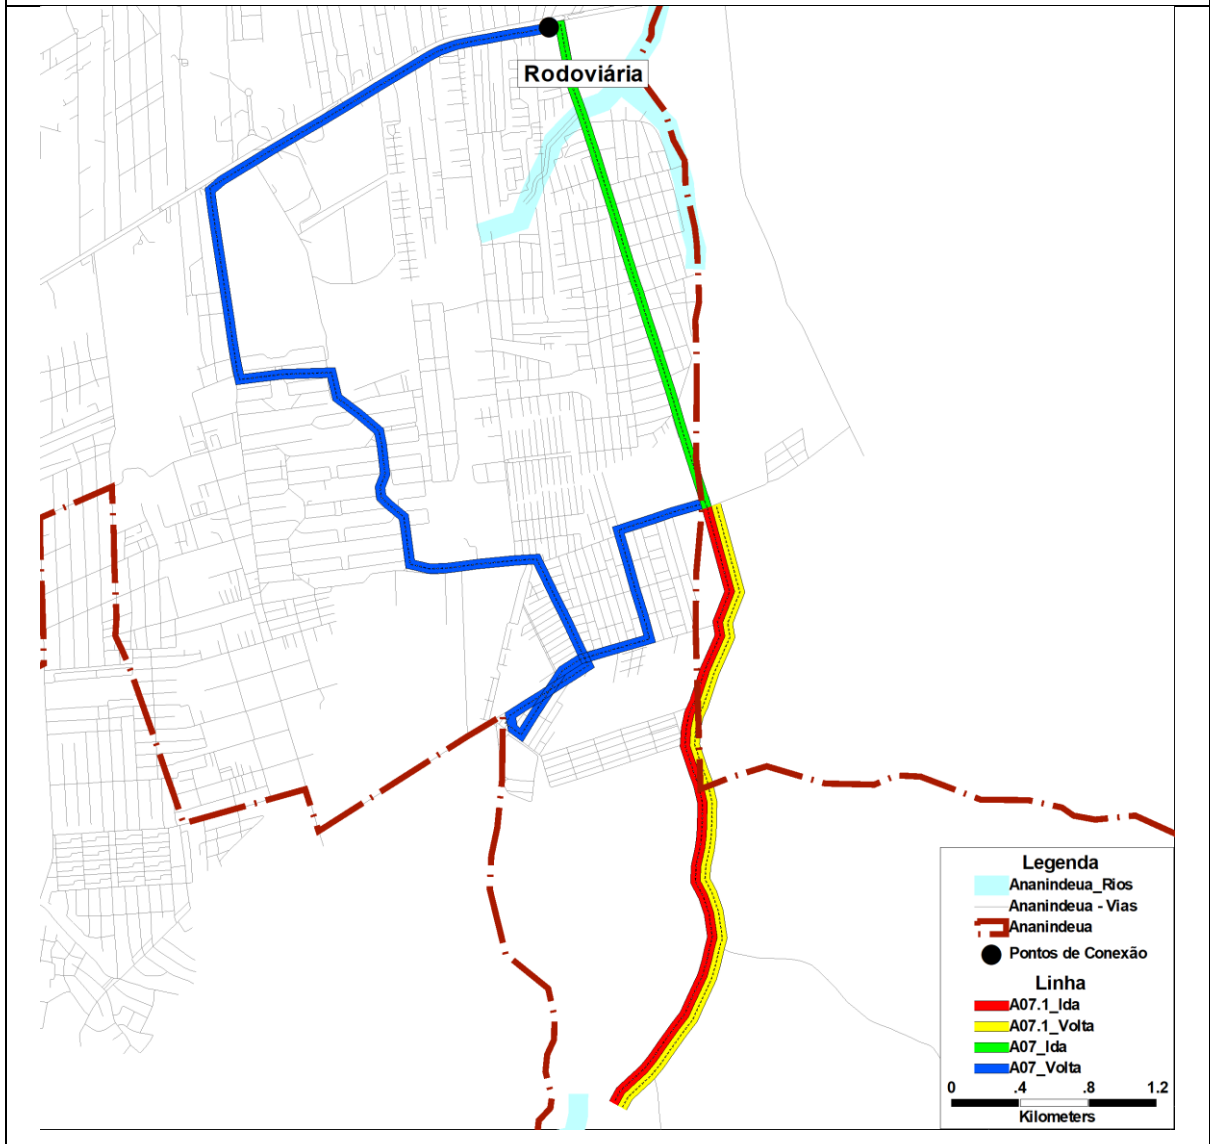 Rodoviária
Legenda
Ananindeua_Rios
Ananindeua - Vias
Ananindeua
Pontos de Conexão
Linha
A07.1_Ida
A07.1_Volta
A07_Ida
A07_Volta
0 .4 .8 1.2
Kilometers